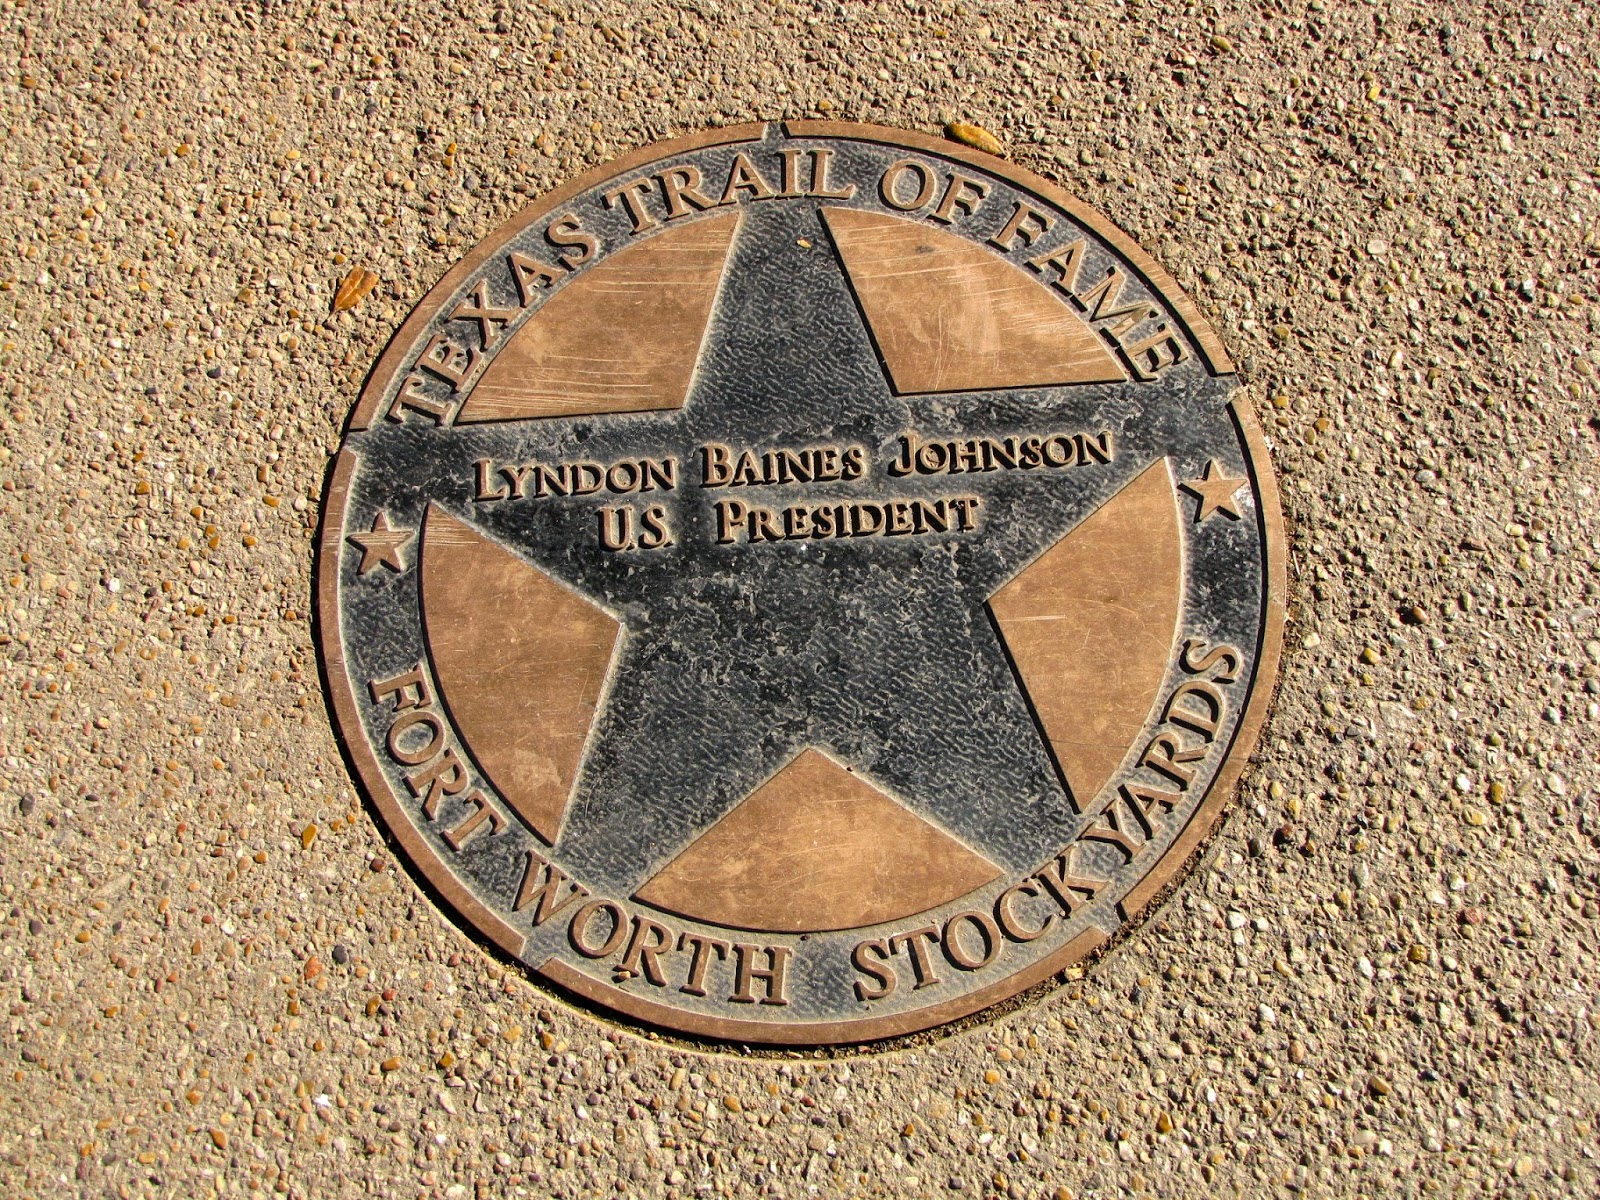 TEXAS TRAIL OF FAME
LYNDON BAINES JOHNSON
U.S. PRESIDENT
FORT WORTH STOCKYARDS